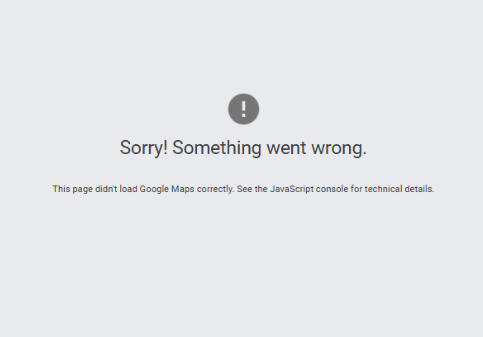 Sorry! Something went wrong.
This page didn't load Google Maps correctly. See the JavaScript console for technical details.